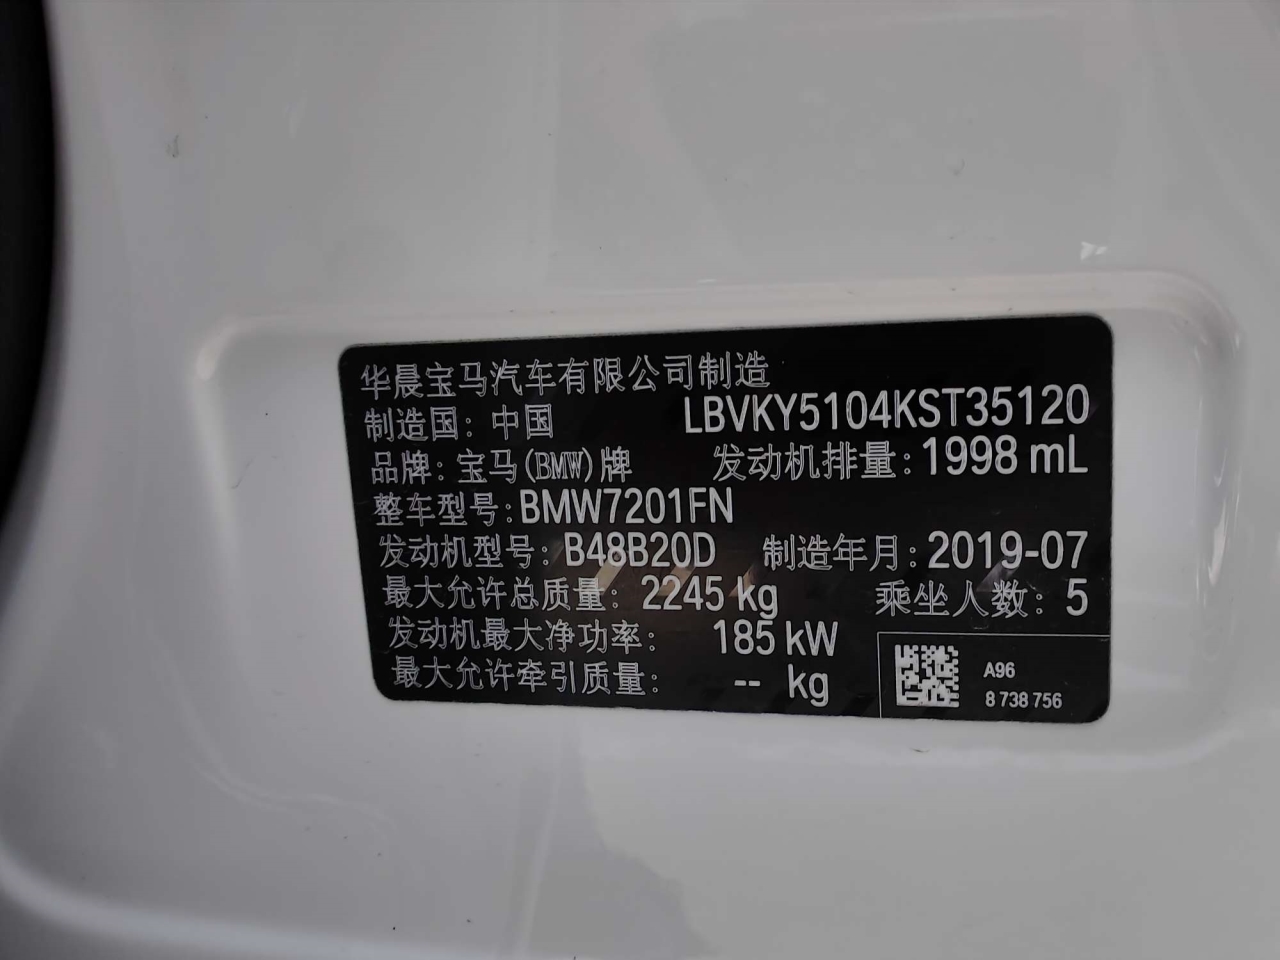 华晨宝马汽车有限公司制造
制造国：中国 LBVKY5104KST35120
品牌：宝马(BMW)牌 发动机排量：1998 mL
整车型号：BMW7201FN
发动机型号：B48B20D 制造年月：2019-07
最大允许总质量：2245 kg 乘坐人数：5
发动机最大净功率： 185 kW
最大允许牵引质量： -- kg
A96
8 738 756